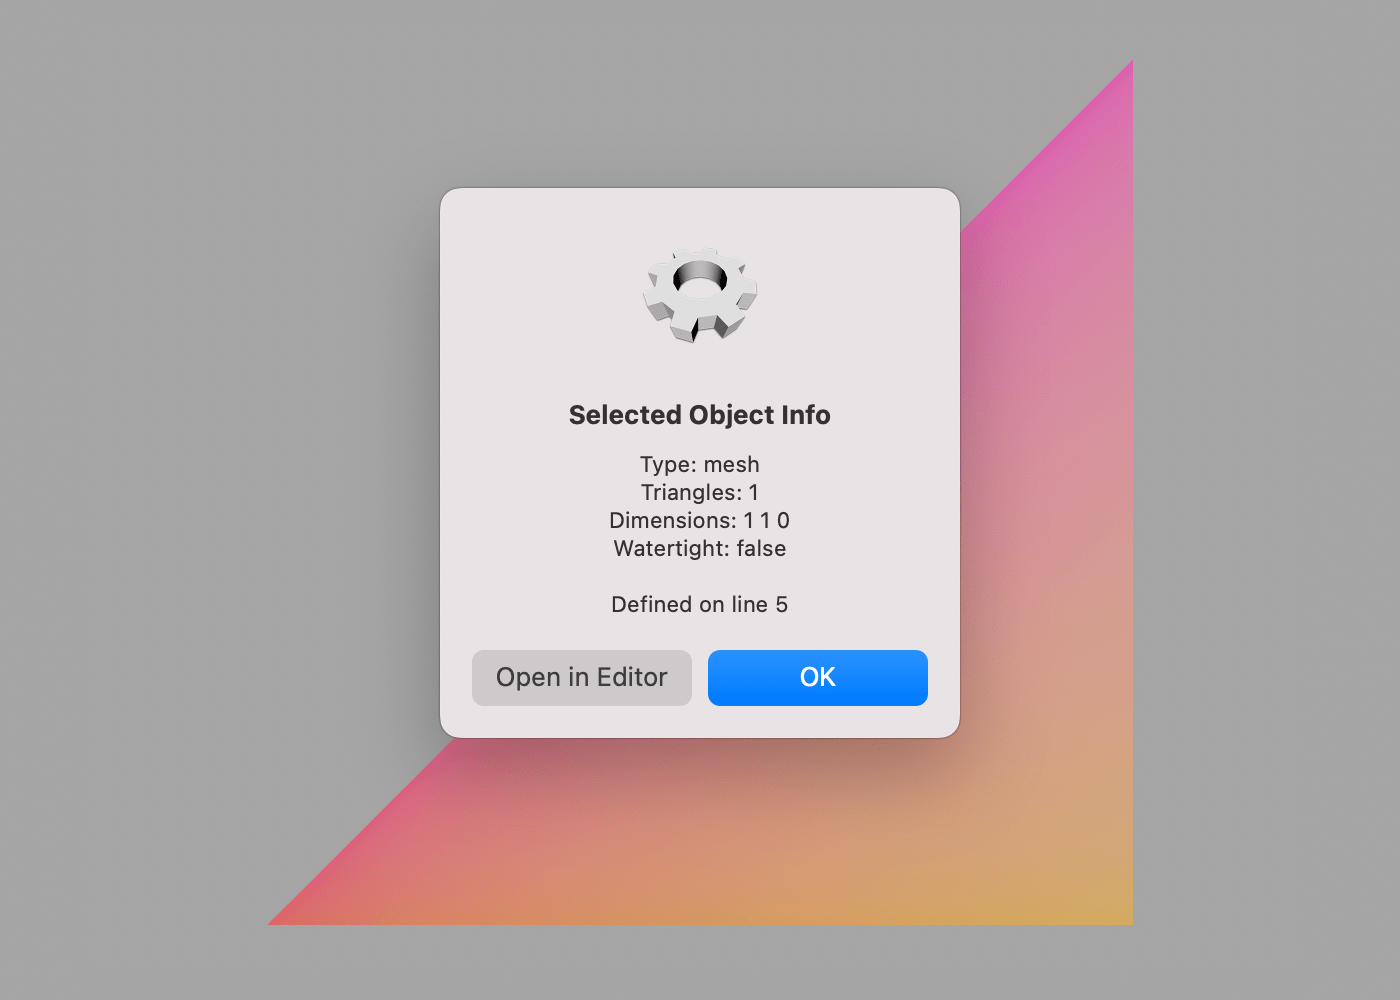 Selected Object Info
Type: mesh
Triangles: 1
Dimensions: 1 1 0
Watertight: false
Defined on line 5
Open in Editor
OK